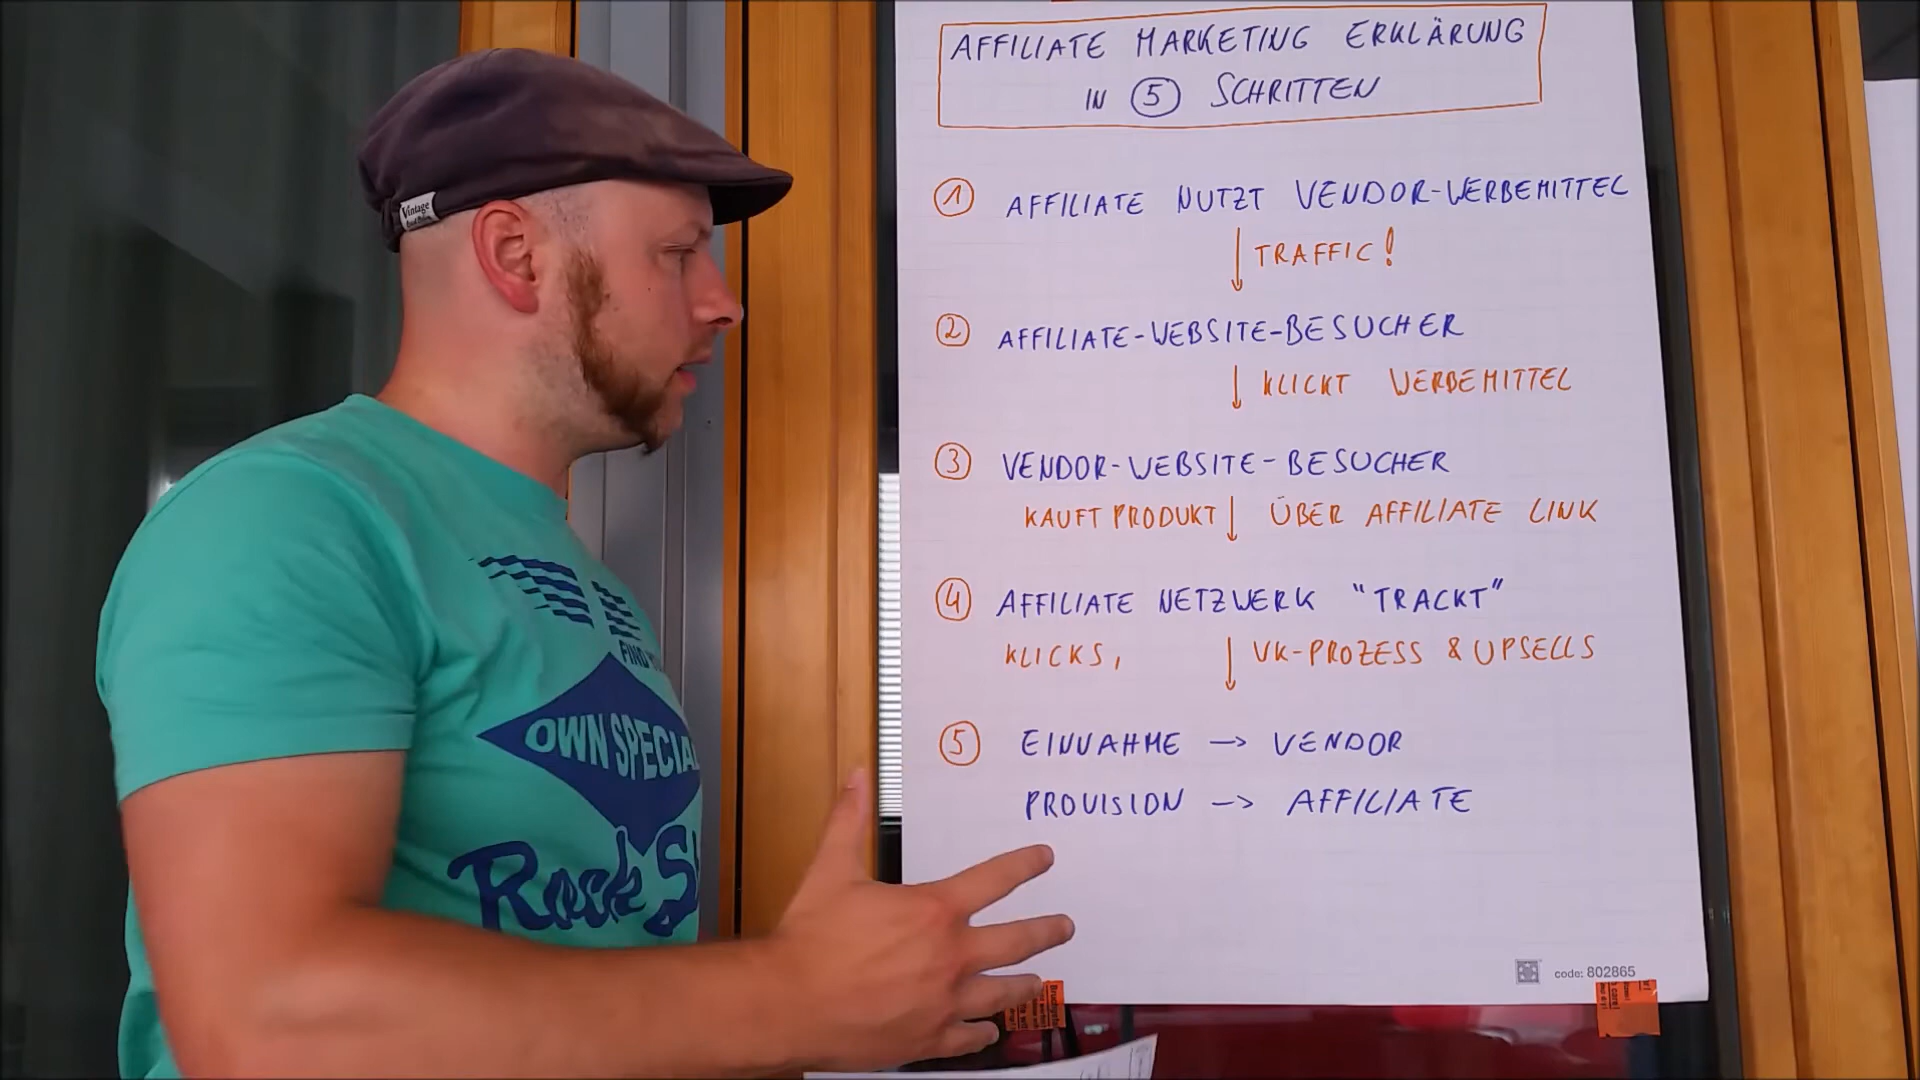 AFFILIATE MARKETING ERKLÄRUNG
IN 5 SCHRITTEN
1 AFFILIATE NUTZT VENDOR-WERBEMITTEL
TRAFFIC!
2 AFFILIATE-WEBSITE-BESUCHER
KLICKT WERBEMITTEL
3 VENDOR-WEBSITE-BESUCHER
KAUFT PRODUKT ÜBER AFFILIATE LINK
4 AFFILIATE NETZWERK "TRACKT"
KLICKS, VK-PROZESS & UPSELLS
5 EINNAHME -> VENDOR
PROVISION -> AFFILIATE
code: 802865
Vintage
FIND
OWN SPECIAL
Rock